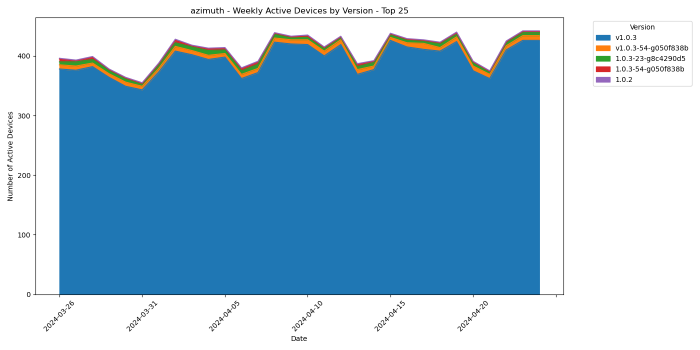 azimuth - Weekly Active Devices by Version - Top 25
Number of Active Devices
400
300
200
100
0
2024-03-26
2024-03-31
2024-04-05
2024-04-10
2024-04-15
2024-04-20
Date
Version
v1.0.3
v1.0.3-54-g050f838b
1.0.3-23-g8c4290d5
1.0.3-54-g050f838b
1.0.2